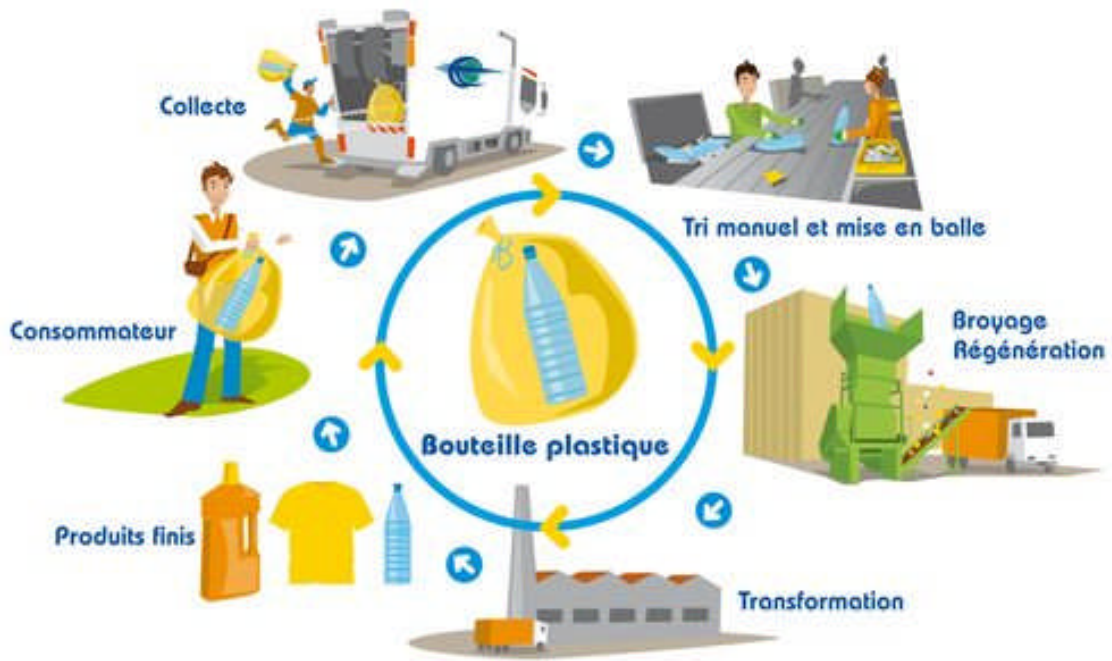 Collecte
Tri manuel et mise en balle
Consommateur
Broyage
Régénération
Bouteille plastique
Produits finis
Transformation